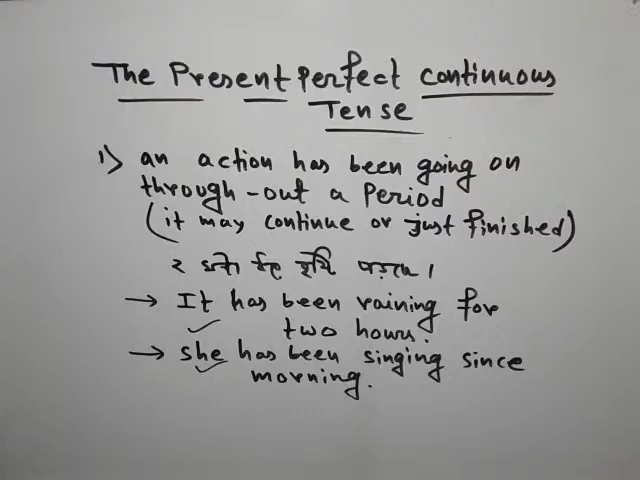 The Present Perfect Continuous
Tense
1) an action has been going on
through-out a Period
(it may continue or just finished)
२
→ It has been raining for
two hours.
→ she has been singing since
morning.